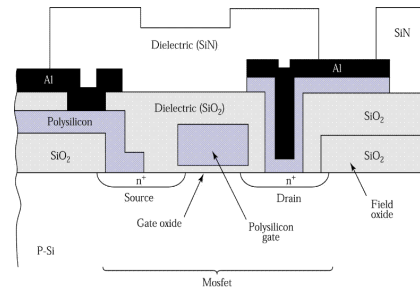 Dielectric (SiN)
SiN
Al
Al
Dielectric (SiO2)
Polysilicon
SiO2
SiO2
SiO2
n+
n+
Source
Drain
Gate oxide
Polysilicon
gate
Field
oxide
P-Si
Mosfet